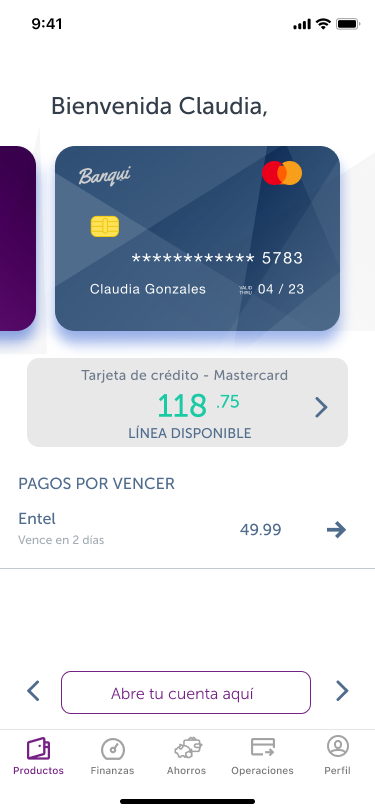 9:41
Bienvenida Claudia,
Banqui
************ 5783
Claudia Gonzales VALID THRU 04 / 23
Tarjeta de crédito - Mastercard
118 .75
LÍNEA DISPONIBLE
PAGOS POR VENCER
Entel 49.99
Vence en 2 días
Abre tu cuenta aquí
Productos Finanzas Ahorros Operaciones Perfil